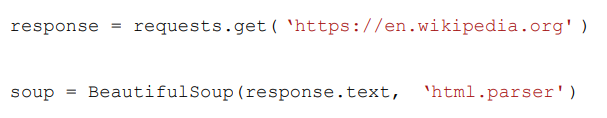 response = requests.get(‛https://en.wikipedia.org')
soup = BeautifulSoup(response.text, ‛html.parser')